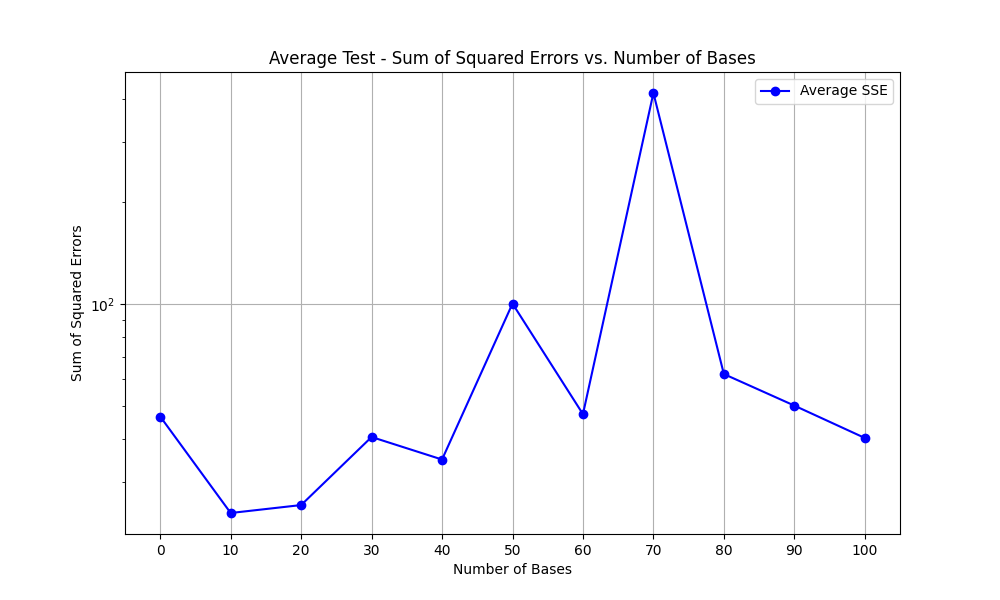 Average Test - Sum of Squared Errors vs. Number of Bases
Average SSE
Sum of Squared Errors
10²
0 10 20 30 40 50 60 70 80 90 100
Number of Bases